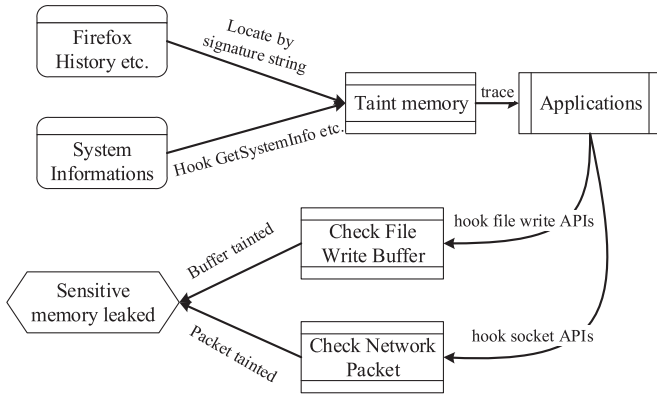 Firefox
History etc.
Locate by
signature string
Taint memory
trace
Applications
System
Informations
Hook GetSystemInfo etc.
hook file write APIs
Check File
Write Buffer
Buffer tainted
Sensitive
memory leaked
hook socket APIs
Check Network
Packet
Packet tainted